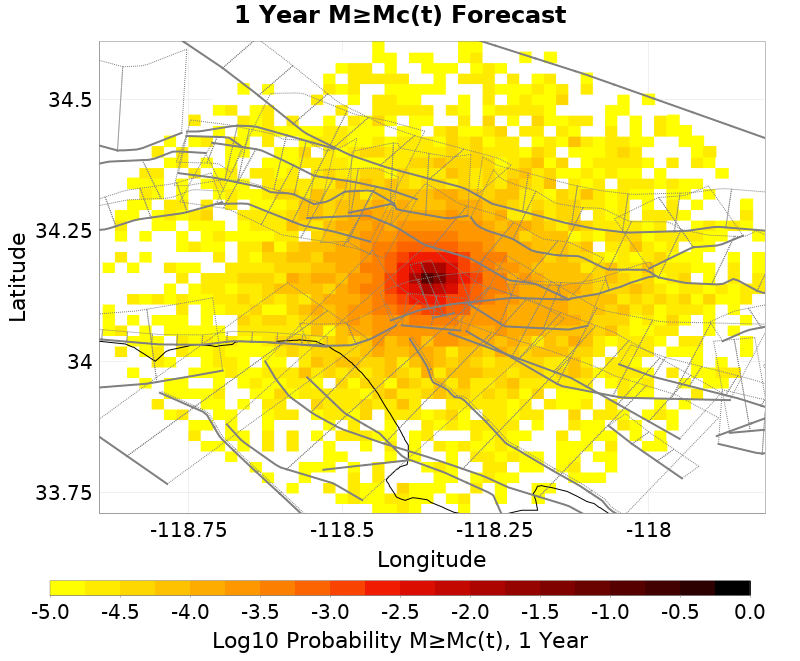 1 Year M≥Mc(t) Forecast
34.5
34.25
34
33.75
Latitude
-118.75 -118.5 -118.25 -118
Longitude
-5.0 -4.5 -4.0 -3.5 -3.0 -2.5 -2.0 -1.5 -1.0 -0.5 0.0
Log10 Probability M≥Mc(t), 1 Year